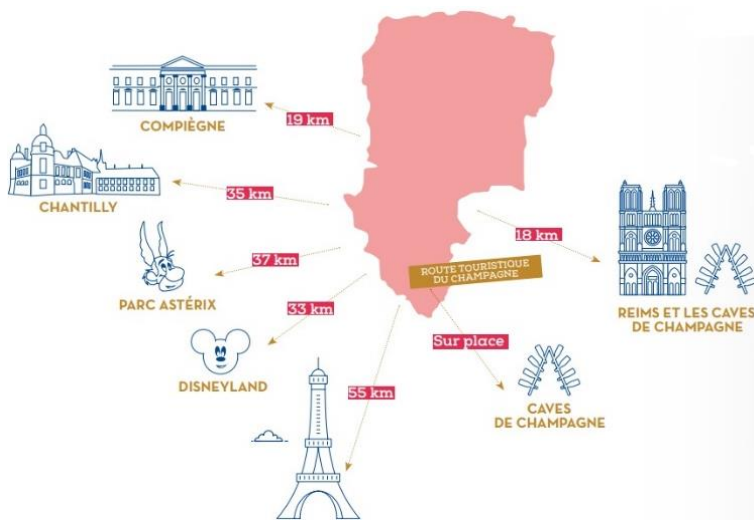 COMPIÈGNE
19 km
CHANTILLY
35 km
18 km
37 km
ROUTE TOURISTIQUE
DU CHAMPAGNE
PARC ASTÉRIX
33 km
REIMS ET LES CAVES
DE CHAMPAGNE
Sur place
DISNEYLAND
55 km
CAVES
DE CHAMPAGNE